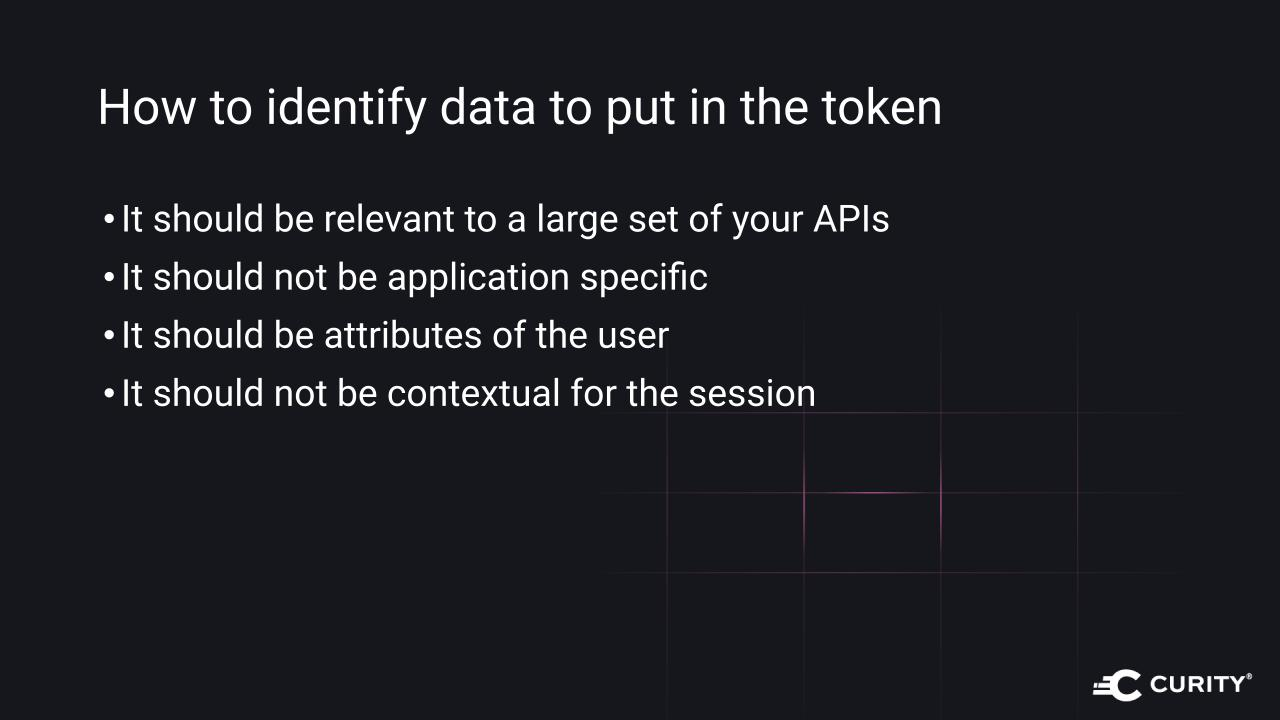 How to identify data to put in the token
• It should be relevant to a large set of your APIs
• It should not be application specific
• It should be attributes of the user
• It should not be contextual for the session
CURITY®